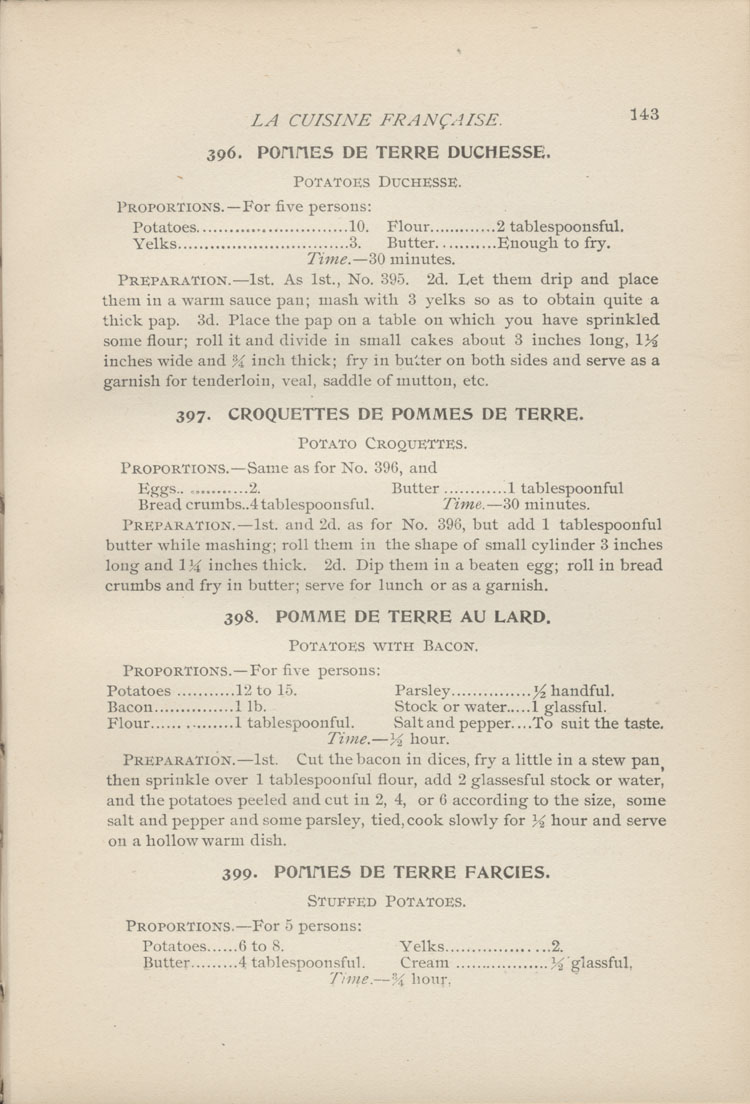 LA CUISINE FRANÇAISE. 143
396. POMMES DE TERRE DUCHESSE.
POTATOES DUCHESSE.
PROPORTIONS.—For five persons:
Potatoes............................10. Flour............2 tablespoonsful.
Yelks................................3. Butter...........Enough to fry.
Time.—30 minutes.
PREPARATION.—1st. As 1st., No. 395. 2d. Let them drip and place
them in a warm sauce pan; mash with 3 yelks so as to obtain quite a
thick pap. 3d. Place the pap on a table on which you have sprinkled
some flour; roll it and divide in small cakes about 3 inches long, 1½
inches wide and ¾ inch thick; fry in butter on both sides and serve as a
garnish for tenderloin, veal, saddle of mutton, etc.
397. CROQUETTES DE POMMES DE TERRE.
POTATO CROQUETTES.
PROPORTIONS.—Same as for No. 396, and
Eggs.. ...........2. Butter ............1 tablespoonful
Bread crumbs..4 tablespoonsful. Time.—30 minutes.
PREPARATION.—1st. and 2d. as for No. 396, but add 1 tablespoonful
butter while mashing; roll them in the shape of small cylinder 3 inches
long and 1¼ inches thick. 2d. Dip them in a beaten egg; roll in bread
crumbs and fry in butter; serve for lunch or as a garnish.
398. POMME DE TERRE AU LARD.
POTATOES WITH BACON.
PROPORTIONS.—For five persons:
Potatoes ...........12 to 15. Parsley...............½ handful.
Bacon...............1 lb. Stock or water.....1 glassful.
Flour...... .........1 tablespoonful. Salt and pepper....To suit the taste.
Time.—½ hour.
PREPARATION.—1st. Cut the bacon in dices, fry a little in a stew pan,
then sprinkle over 1 tablespoonful flour, add 2 glassesful stock or water,
and the potatoes peeled and cut in 2, 4, or 6 according to the size, some
salt and pepper and some parsley, tied, cook slowly for ½ hour and serve
on a hollow warm dish.
399. POMMES DE TERRE FARCIES.
STUFFED POTATOES.
PROPORTIONS.—For 5 persons:
Potatoes......6 to 8. Yelks................. ...2.
Butter.........4 tablespoonsful. Cream ..................½ glassful.
Time.—¾ hour.